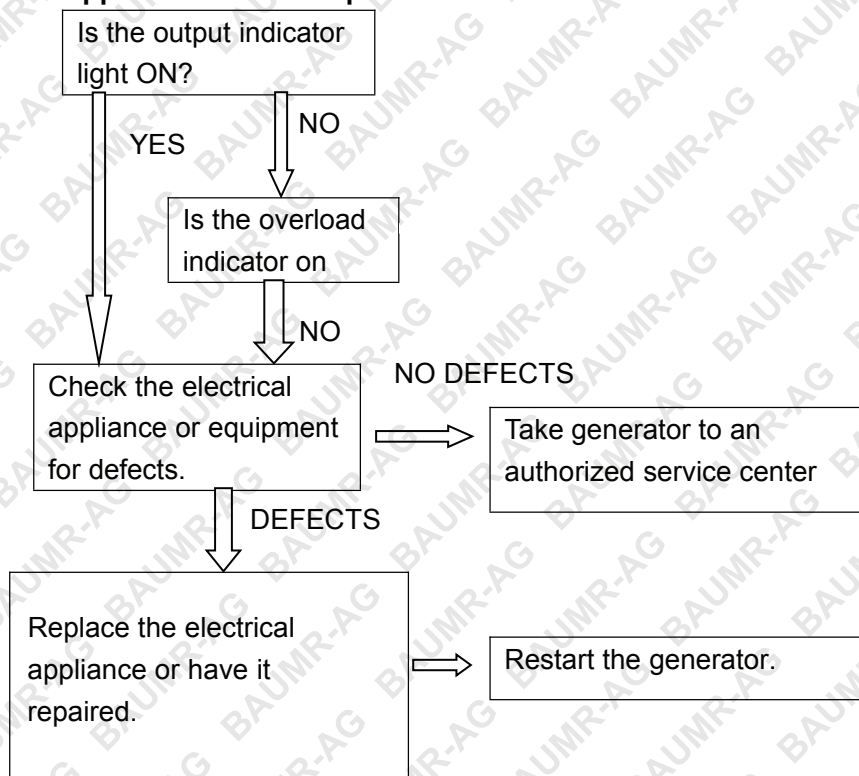 Is the output indicator
light ON?
YES
NO
Is the overload
indicator on
NO
Check the electrical
appliance or equipment
for defects.
NO DEFECTS
Take generator to an
authorized service center
DEFECTS
Replace the electrical
appliance or have it
repaired.
Restart the generator.
BAUMR-AG